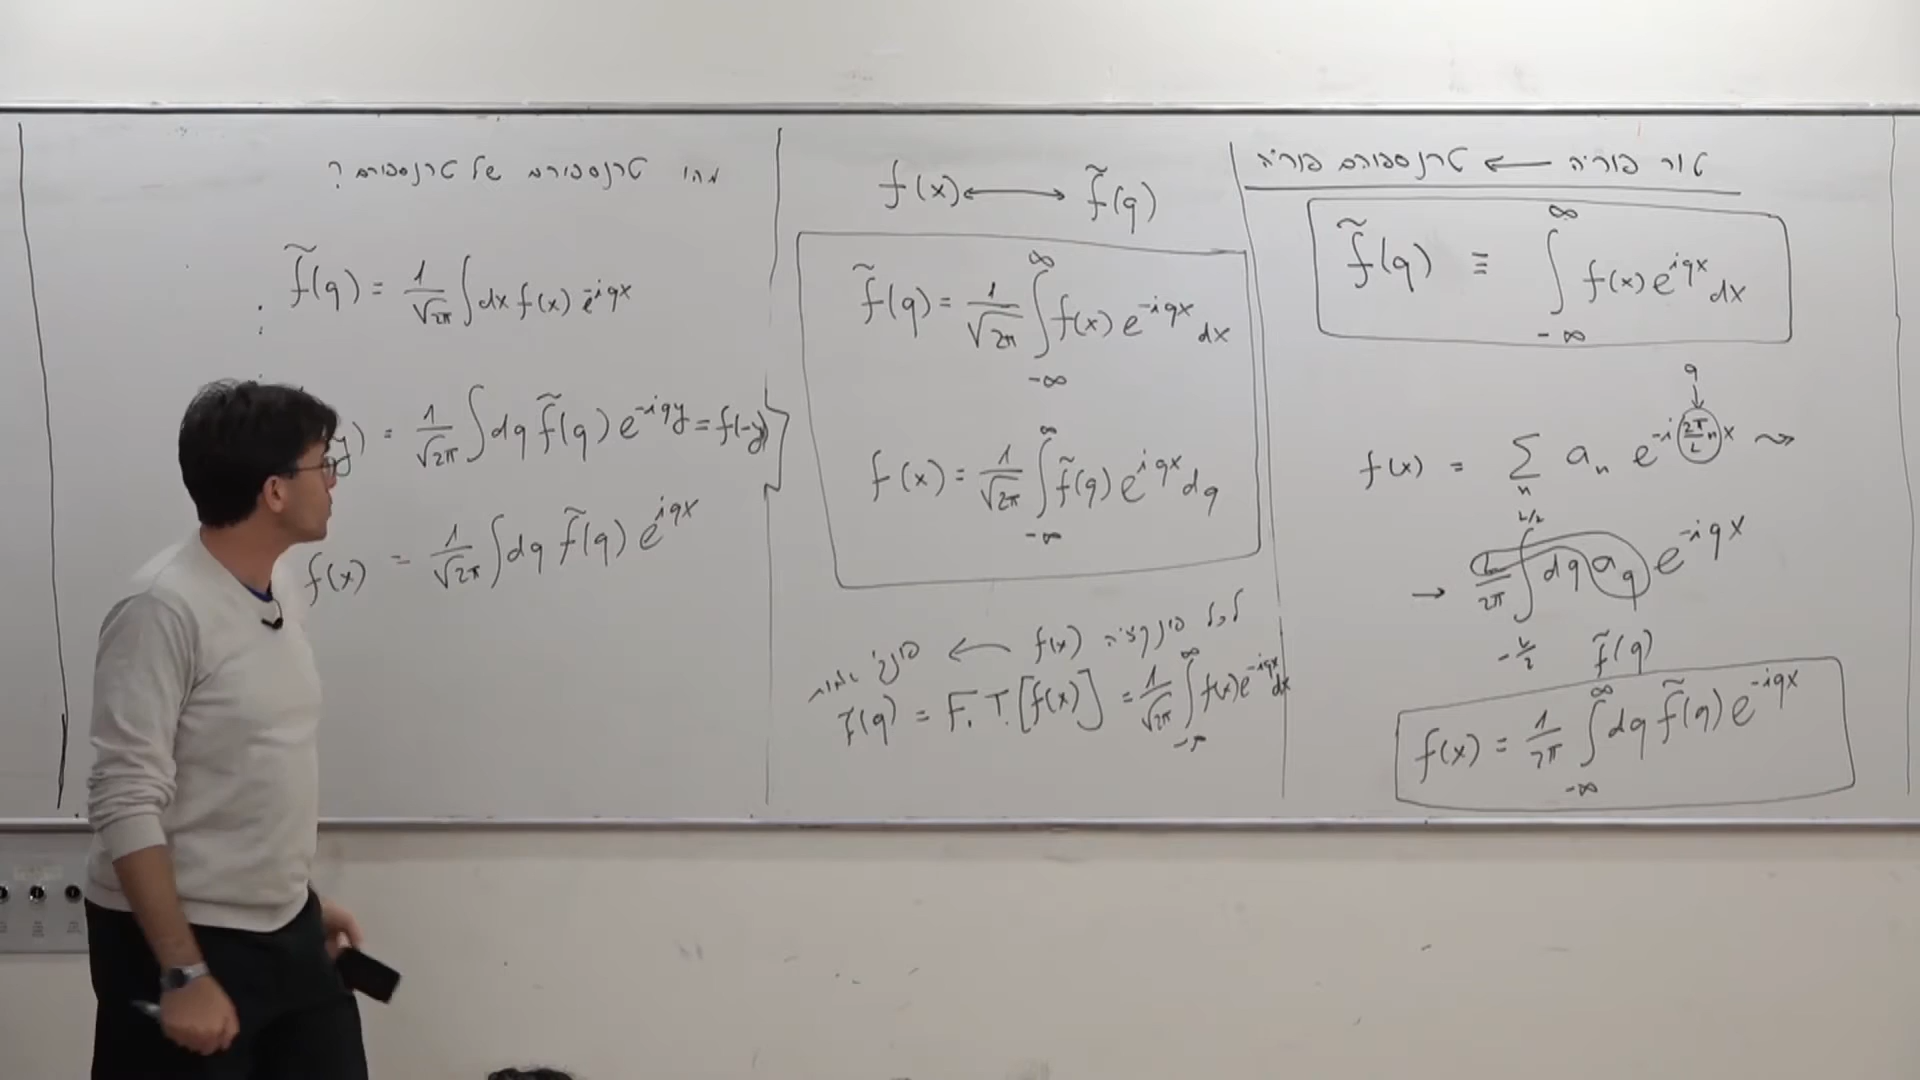 טור פוריה ← טרנספורם פוריה
f̃(q) ≡ ∫_{-∞}^{∞} f(x) e^{iqx} dx
q
↓
f(x) = Σ_n a_n e^{-i(2π/L n)x} ⇝
→ L/2π ∫_{-L/2}^{L/2} dq a_q e^{-iqx}
f̃(q)
f(x) = 1/2π ∫_{-∞}^{∞} dq f̃(q) e^{-iqx}
f(x) ⟷ f̃(q)
f̃(q) = 1/√2π ∫_{-∞}^{∞} f(x) e^{-iqx} dx
f(x) = 1/√2π ∫_{-∞}^{∞} f̃(q) e^{iqx} dq
לכל פונקציה f(x) ←
f̃(q) = F.T.[f(x)] = 1/√2π ∫_{-∞}^{∞} f(x) e^{-iqx} dx
מהו טרנספורם של טרנספורם ?
f̃(q) = 1/√2π ∫ dx f(x) e^{-iqx}
y) = 1/√2π ∫ dq f̃(q) e^{-iqy} = f(-y)
f(x) = 1/√2π ∫ dq f̃(q) e^{iqx}